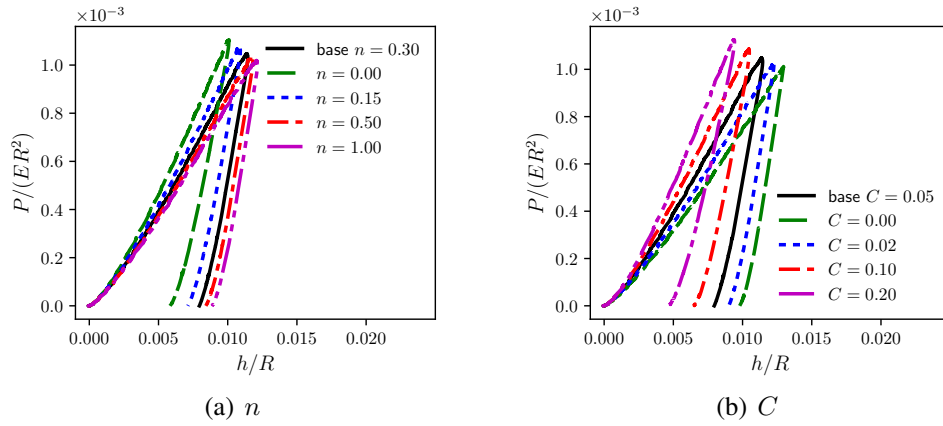 ×10⁻³
1.0
0.8
0.6
0.4
0.2
0.0
P/(ER²)
0.000
0.005
0.010
0.015
0.020
h/R
base n = 0.30
n = 0.00
n = 0.15
n = 0.50
n = 1.00
(a) n
×10⁻³
1.0
0.8
0.6
0.4
0.2
0.0
P/(ER²)
0.000
0.005
0.010
0.015
0.020
h/R
base C = 0.05
C = 0.00
C = 0.02
C = 0.10
C = 0.20
(b) C